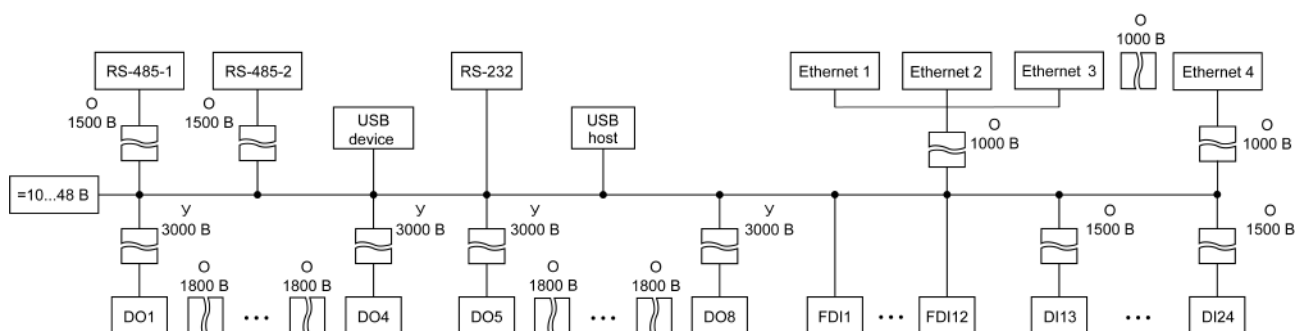 О
1000 В
RS-485-1
RS-485-2
RS-232
Ethernet 1
Ethernet 2
Ethernet 3
Ethernet 4
О
1500 В
О
1500 В
USB
device
USB
host
О
1000 В
О
1000 В
=10...48 В
У
3000 В
У
3000 В
У
3000 В
У
3000 В
О
1500 В
О
1500 В
О
1800 В
О
1800 В
О
1800 В
О
1800 В
DO1
...
DO4
DO5
...
DO8
FDI1
...
FDI12
DI13
...
DI24